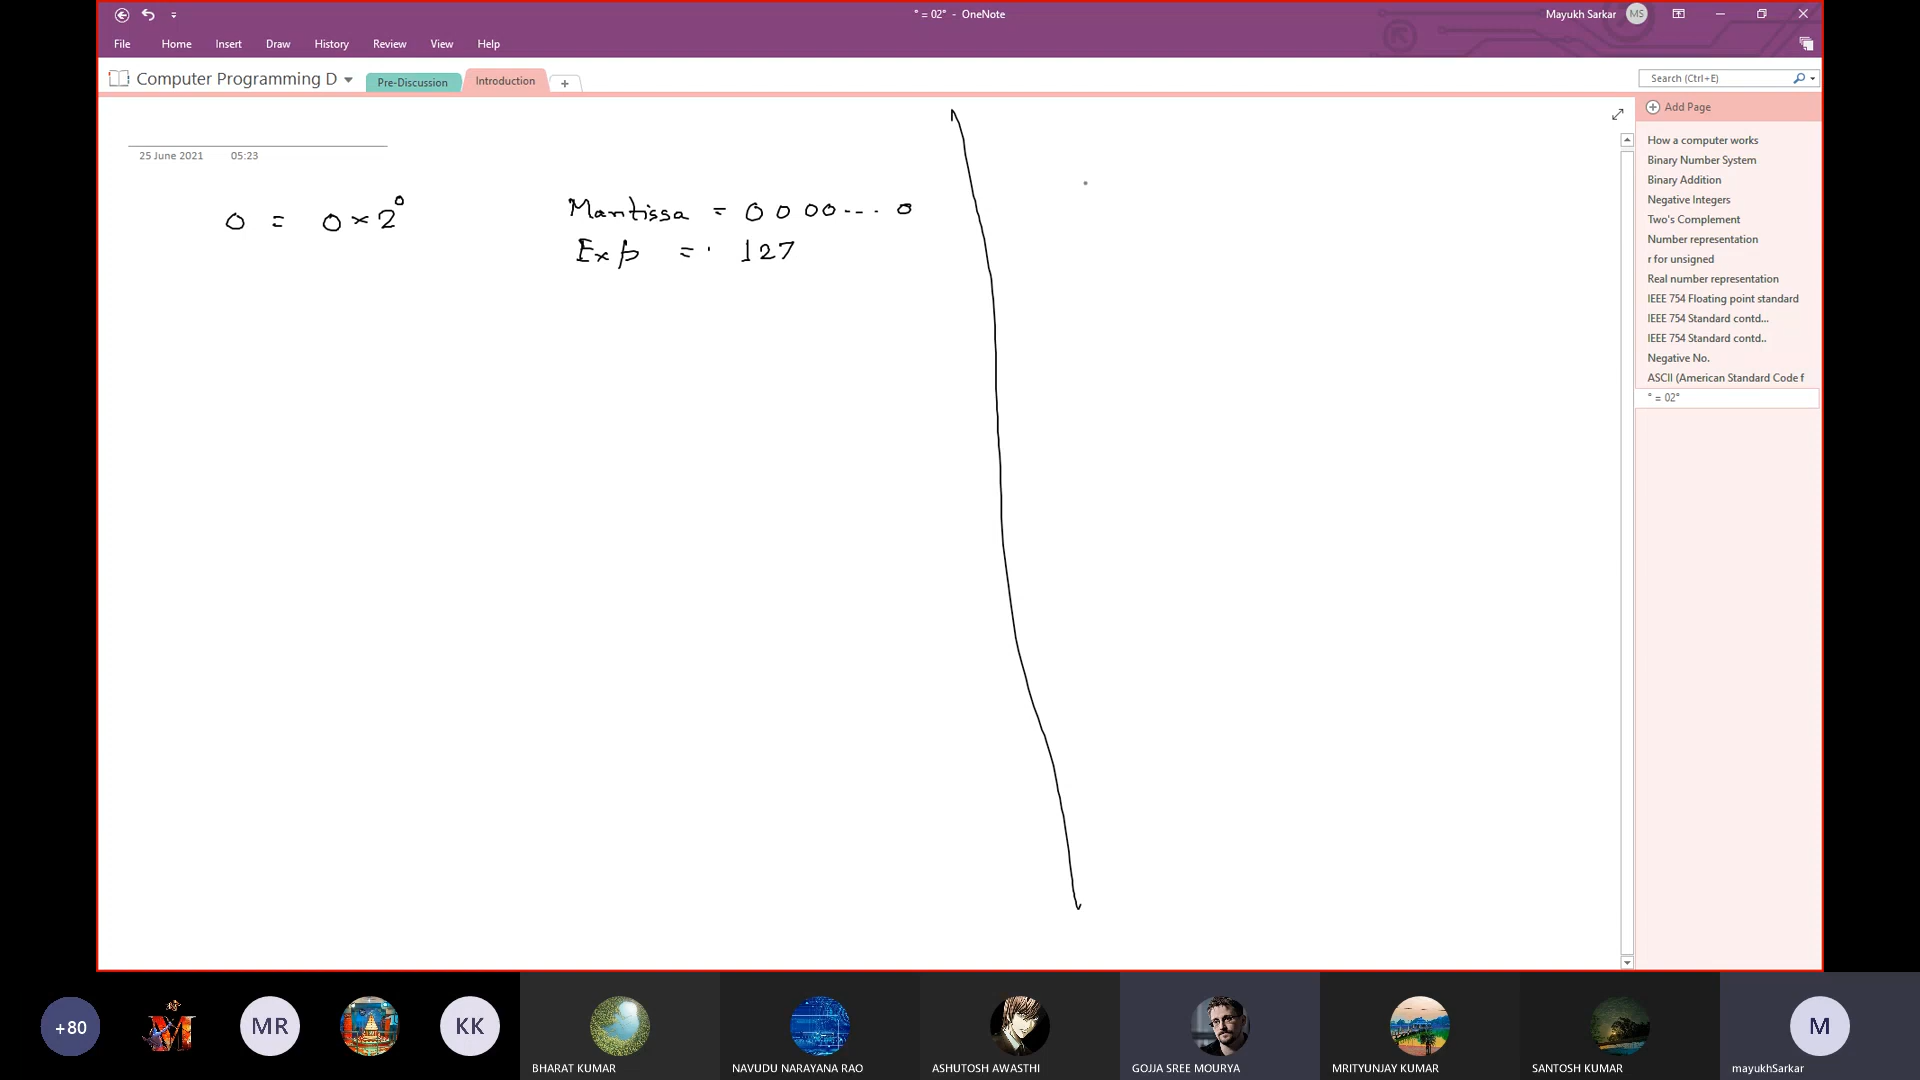 ° = 02° - OneNote
Mayukh Sarkar
MS
File Home Insert Draw History Review View Help
Computer Programming D
Pre-Discussion
Introduction
Search (Ctrl+E)
Add Page
25 June 2021 05:23
0 = 0 × 2⁰
Mantissa = 0 0 0 0 - - . . 0
Exp = . 127
How a computer works
Binary Number System
Binary Addition
Negative Integers
Two's Complement
Number representation
r for unsigned
Real number representation
IEEE 754 Floating point standard
IEEE 754 Standard contd...
IEEE 754 Standard contd..
Negative No.
ASCII (American Standard Code f
° = 02°
+80
M
MR
KK
BHARAT KUMAR
NAVUDU NARAYANA RAO
ASHUTOSH AWASTHI
GOJJA SREE MOURYA
MRITYUNJAY KUMAR
SANTOSH KUMAR
M
mayukhSarkar